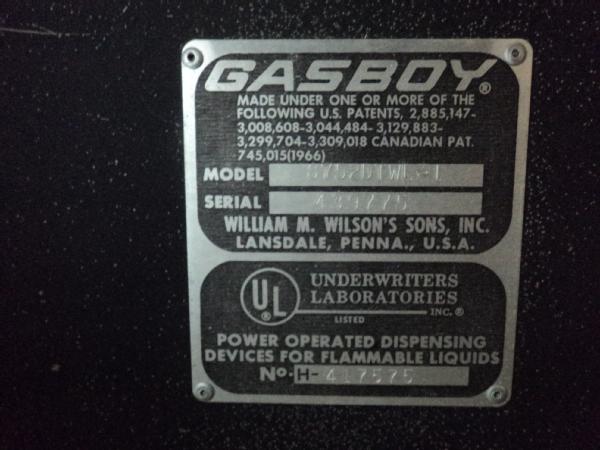 GASBOY®
MADE UNDER ONE OR MORE OF THE
FOLLOWING U.S. PATENTS, 2,885,147-
3,008,608-3,044,484-3,129,883-
3,299,704-3,309,018 CANADIAN PAT.
745,015(1966)
MODEL
SERIAL 439775
WILLIAM M. WILSON'S SONS, INC.
LANSDALE, PENNA., U.S.A.
UL®
UNDERWRITERS
LABORATORIES
INC.®
LISTED
POWER OPERATED DISPENSING
DEVICES FOR FLAMMABLE LIQUIDS
No. H-417575